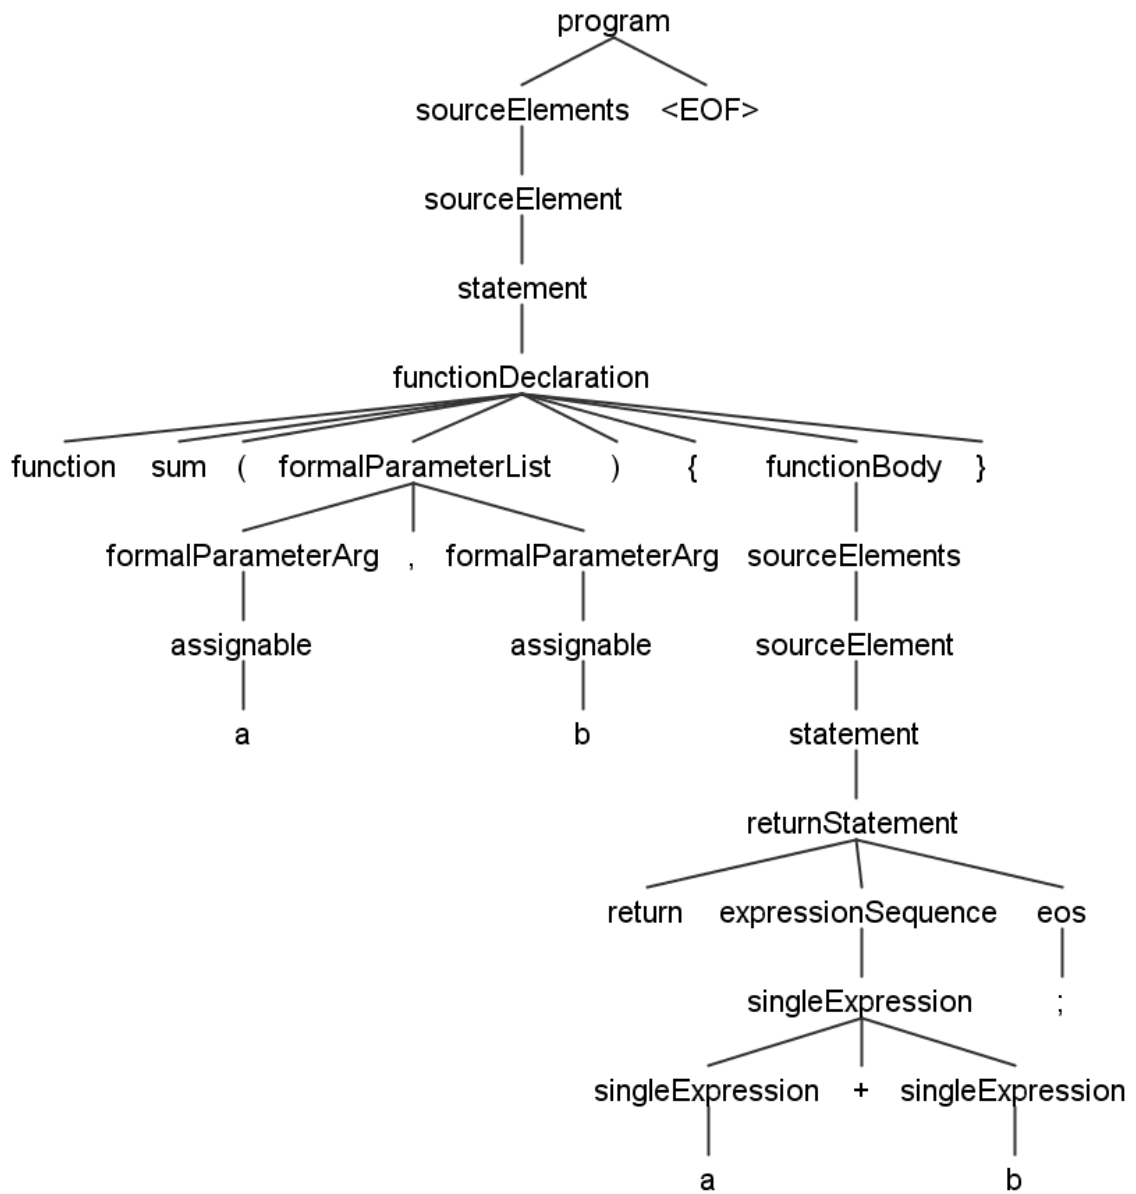 program
sourceElements <EOF>
sourceElement
statement
functionDeclaration
function sum ( formalParameterList ) { functionBody }
formalParameterArg , formalParameterArg sourceElements
assignable assignable sourceElement
a b statement
returnStatement
return expressionSequence eos
singleExpression ;
singleExpression + singleExpression
a b